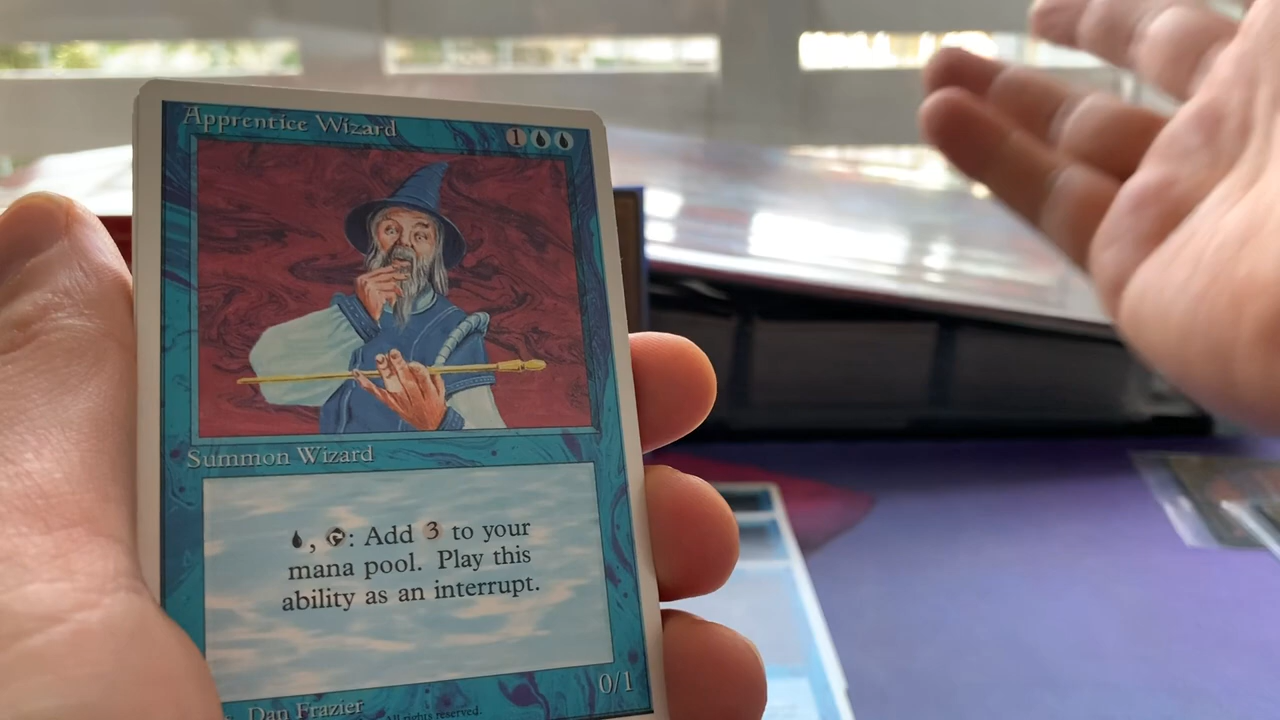 Apprentice Wizard 1
Summon Wizard
, : Add 3 to your
mana pool. Play this
ability as an interrupt.
0/1
Dan Frazier
All rights reserved.